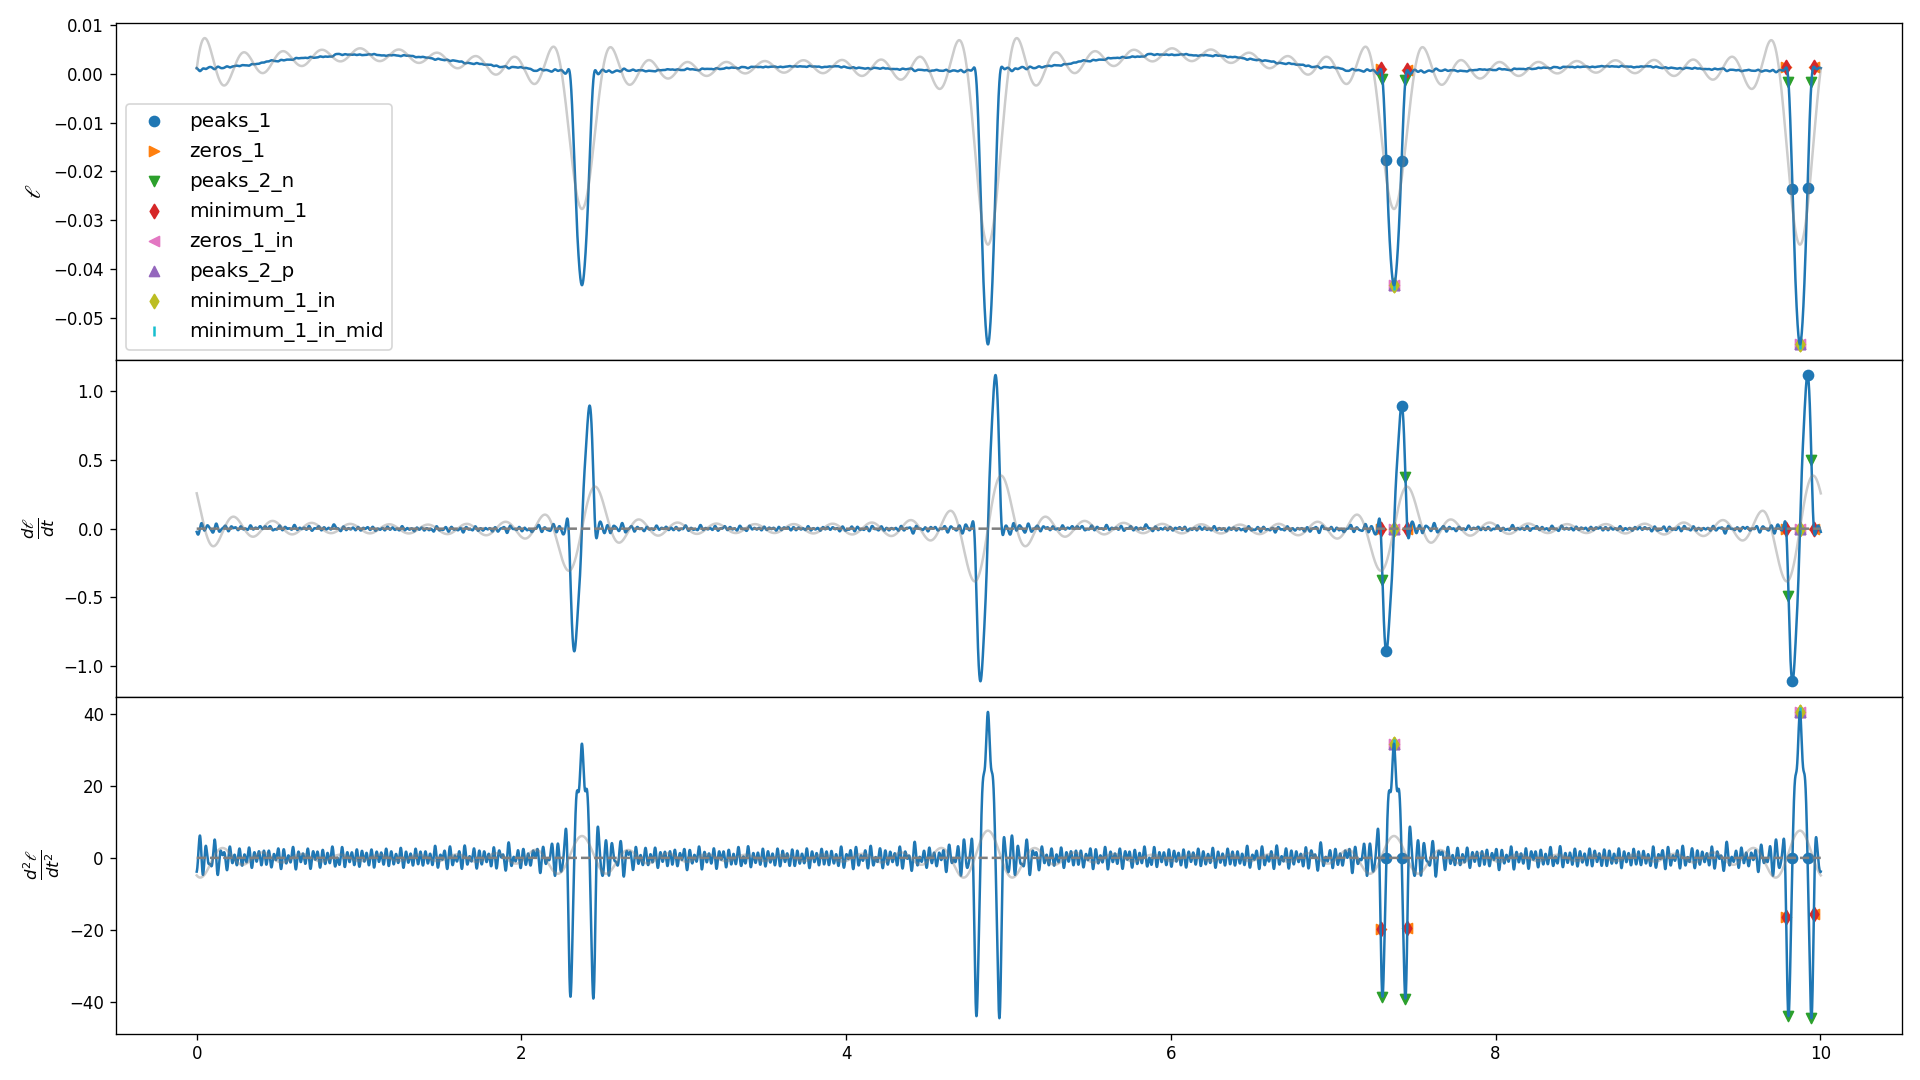 0.01
0.00
−0.01
−0.02
−0.03
−0.04
−0.05
ℓ
peaks_1
zeros_1
peaks_2_n
minimum_1
zeros_1_in
peaks_2_p
minimum_1_in
minimum_1_in_mid
1.0
0.5
0.0
−0.5
−1.0
dℓ
dt
40
20
0
−20
−40
d²ℓ
dt²
0 2 4 6 8 10